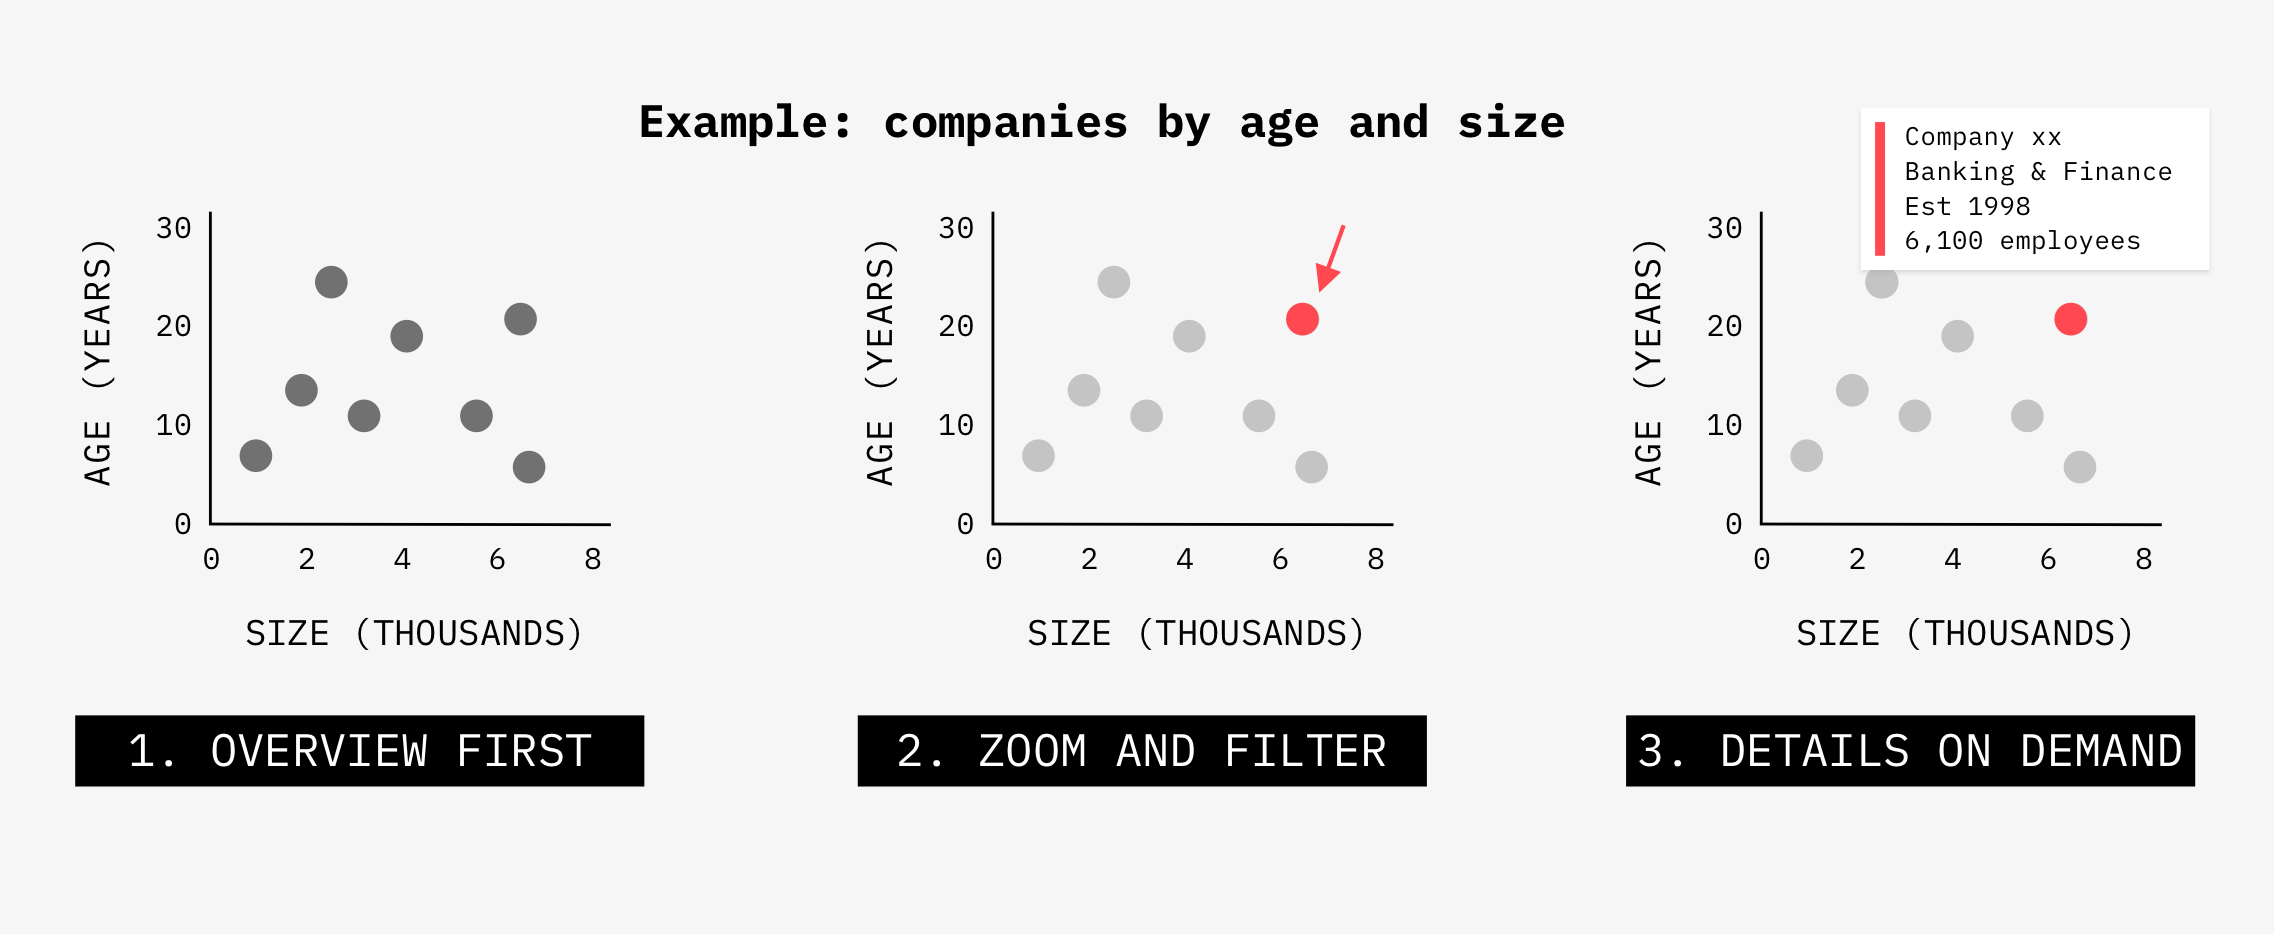 Example: companies by age and size
AGE (YEARS)
30
20
10
0
0 2 4 6 8
SIZE (THOUSANDS)
1. OVERVIEW FIRST
AGE (YEARS)
30
20
10
0
0 2 4 6 8
SIZE (THOUSANDS)
2. ZOOM AND FILTER
Company xx
Banking & Finance
Est 1998
6,100 employees
AGE (YEARS)
30
20
10
0
0 2 4 6 8
SIZE (THOUSANDS)
3. DETAILS ON DEMAND